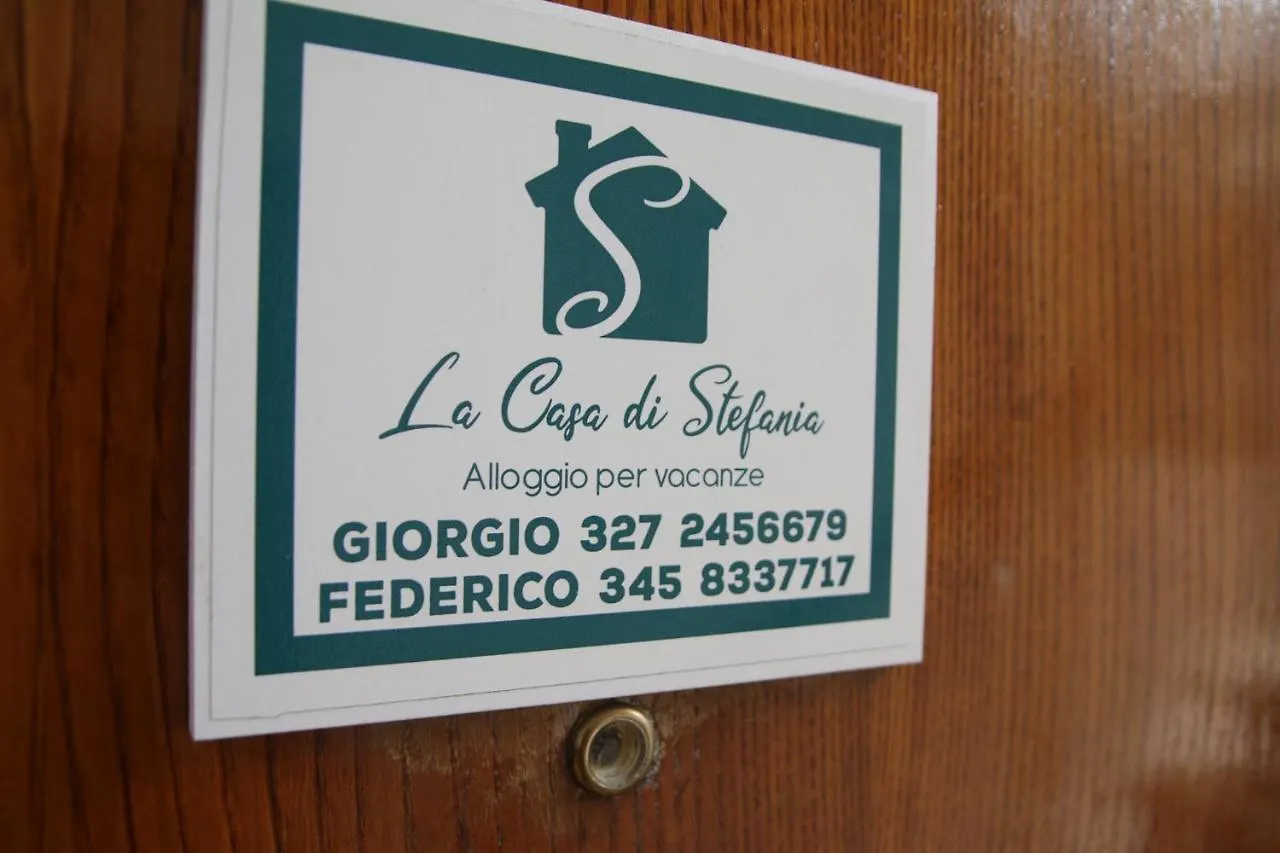 S
La Casa di Stefania
Alloggio per vacanze
GIORGIO 327 2456679
FEDERICO 345 8337717